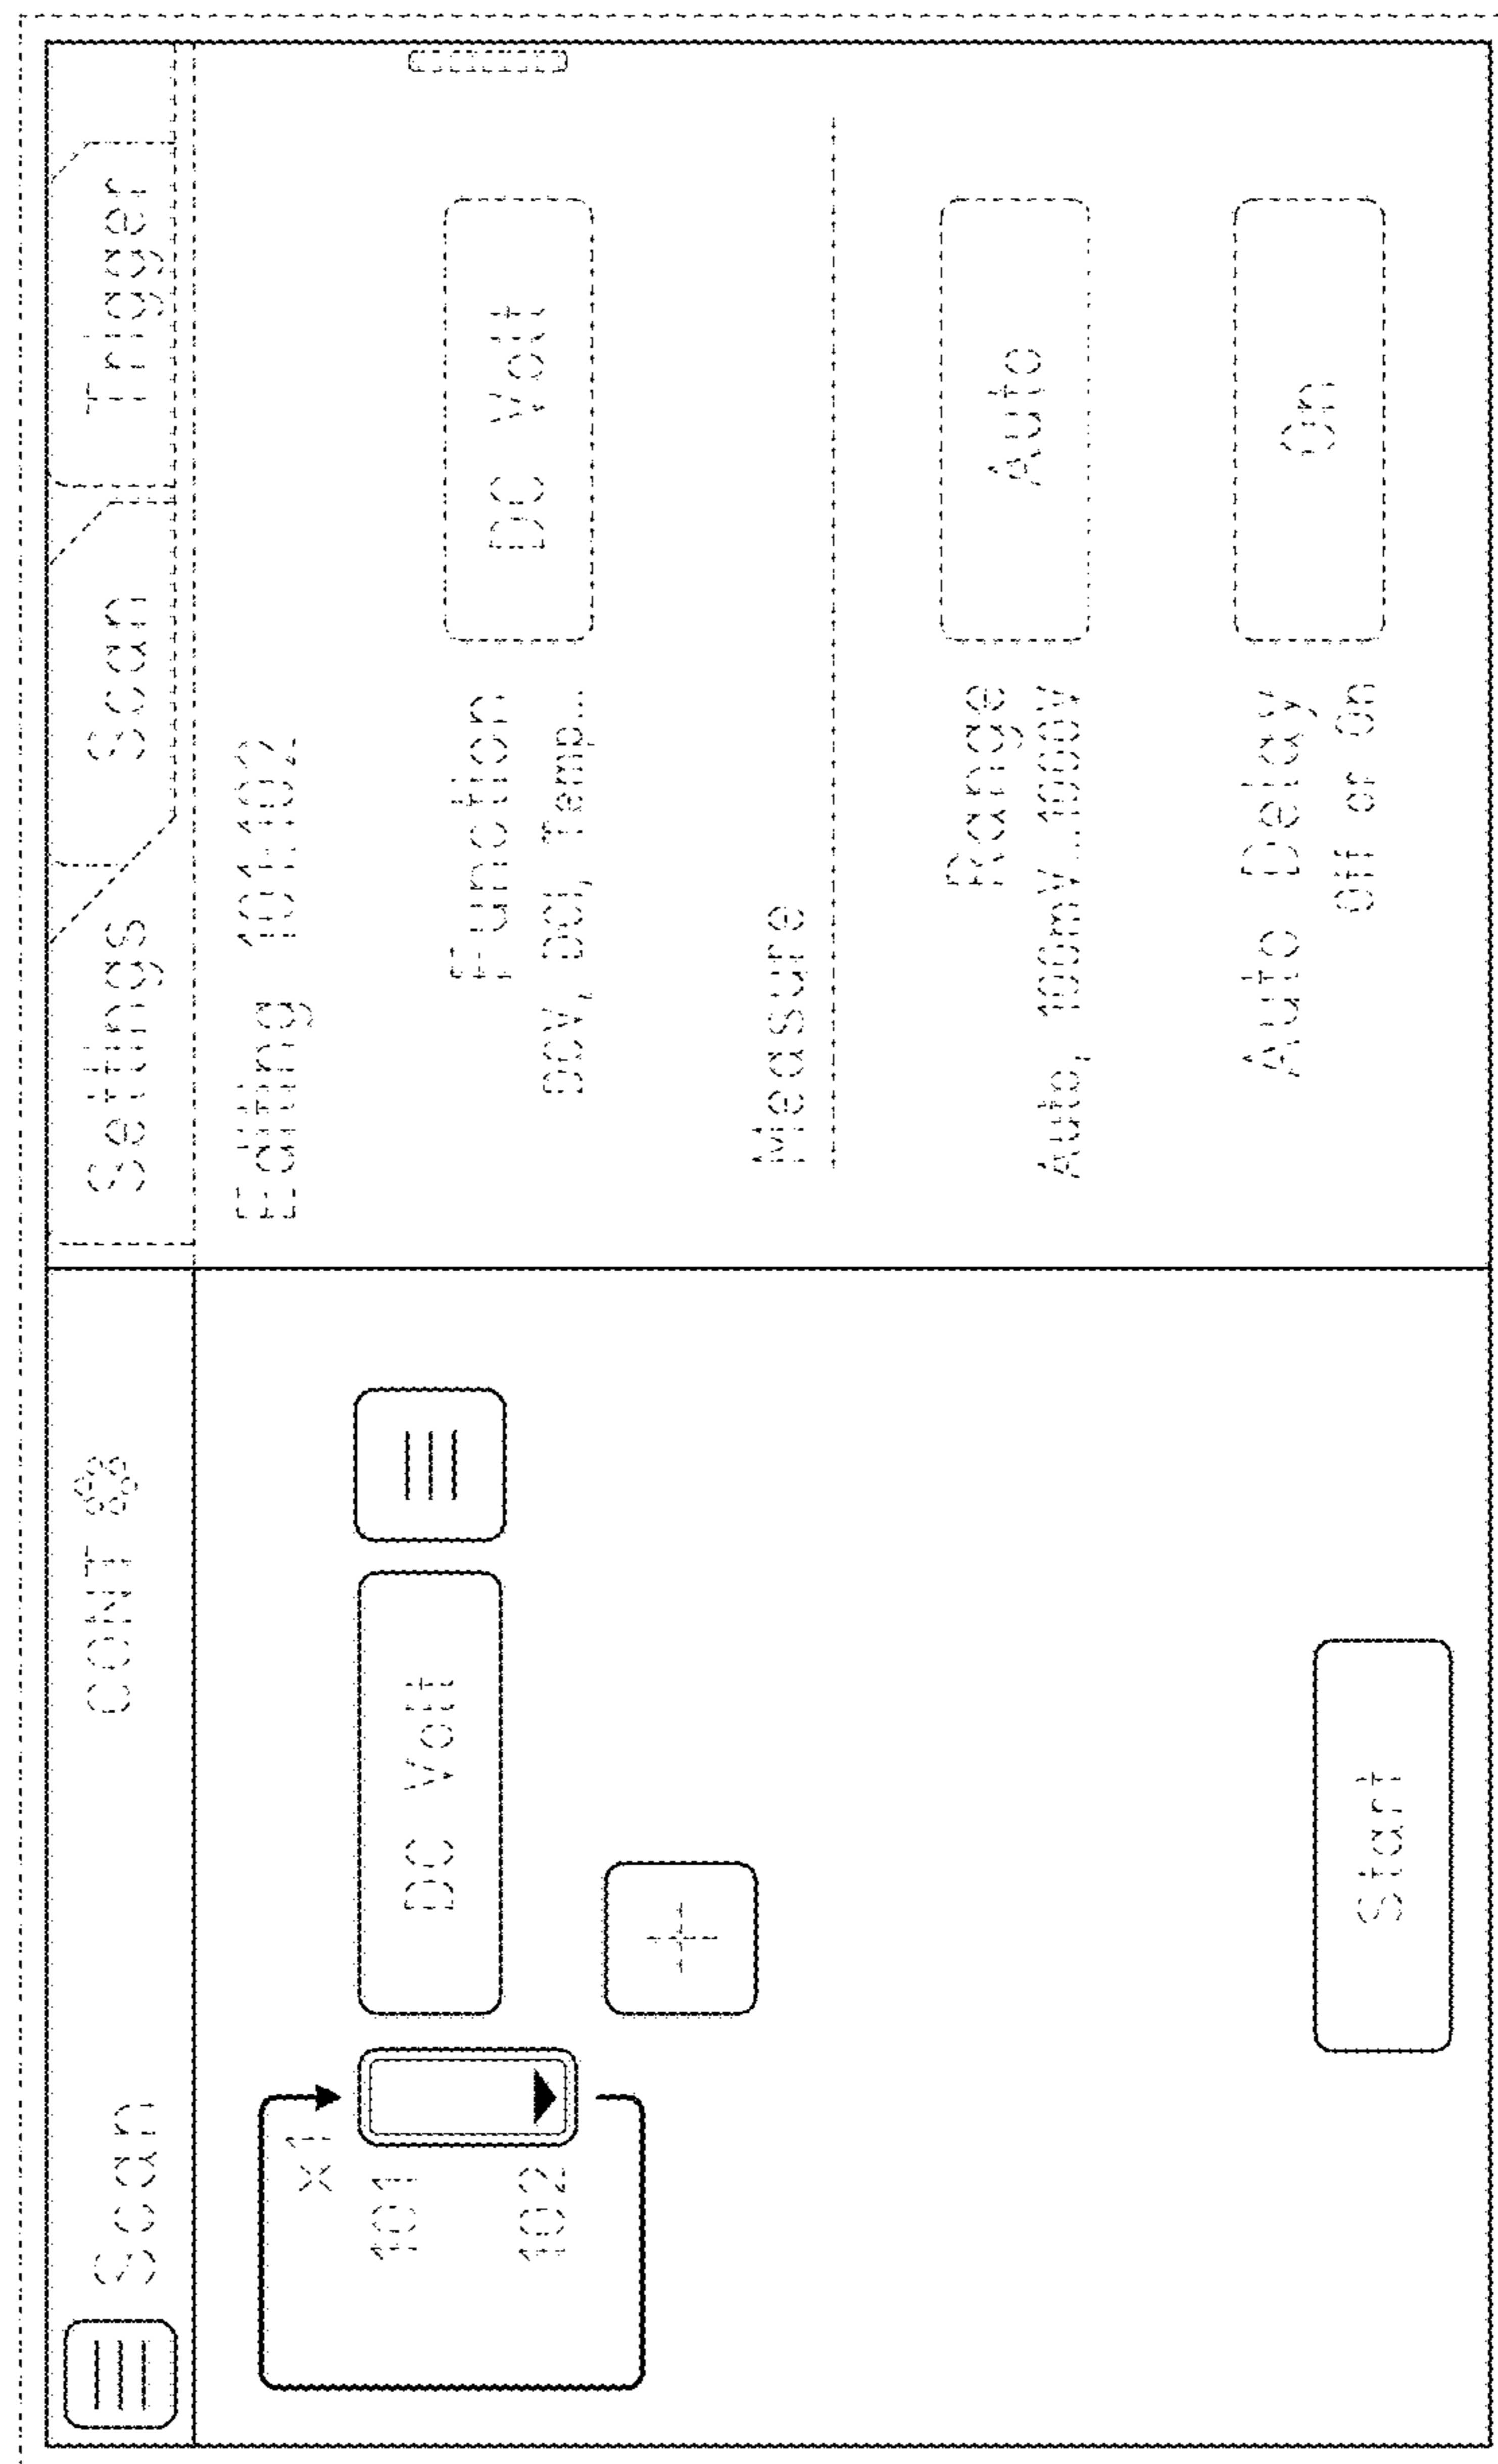 Scan CONT
x1
101
DC Volt
102
+
Start
Settings Scan Trigger
Editing 101:102
Function
DCV, DCI, Temp...
DC Volt
Measure
Range
Auto, 100mV...1000V
Auto
Auto Delay
Off or On
On